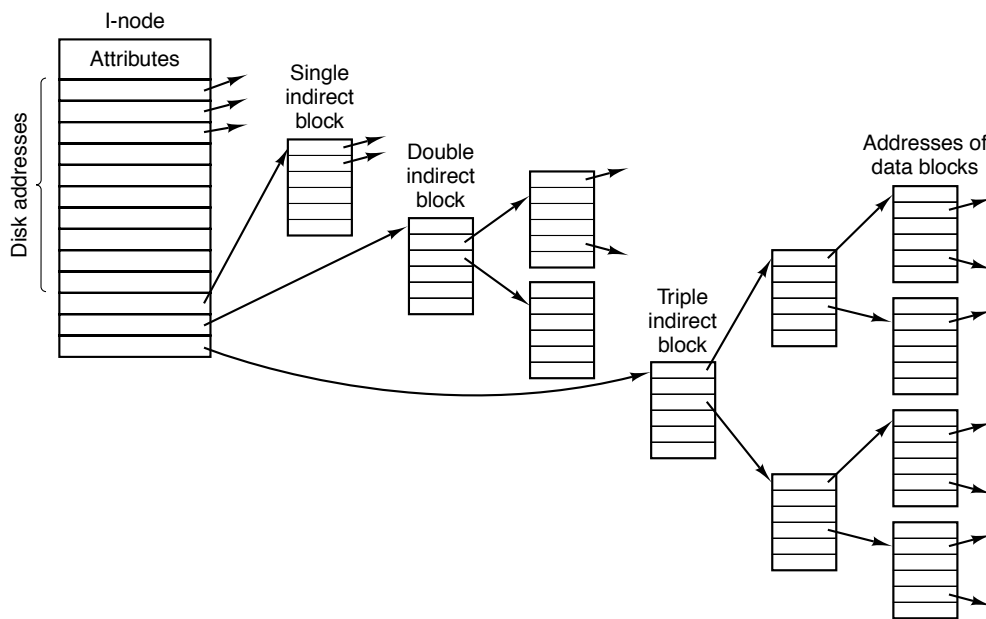 I-node
Attributes
Disk addresses
Single
indirect
block
Double
indirect
block
Triple
indirect
block
Addresses of
data blocks